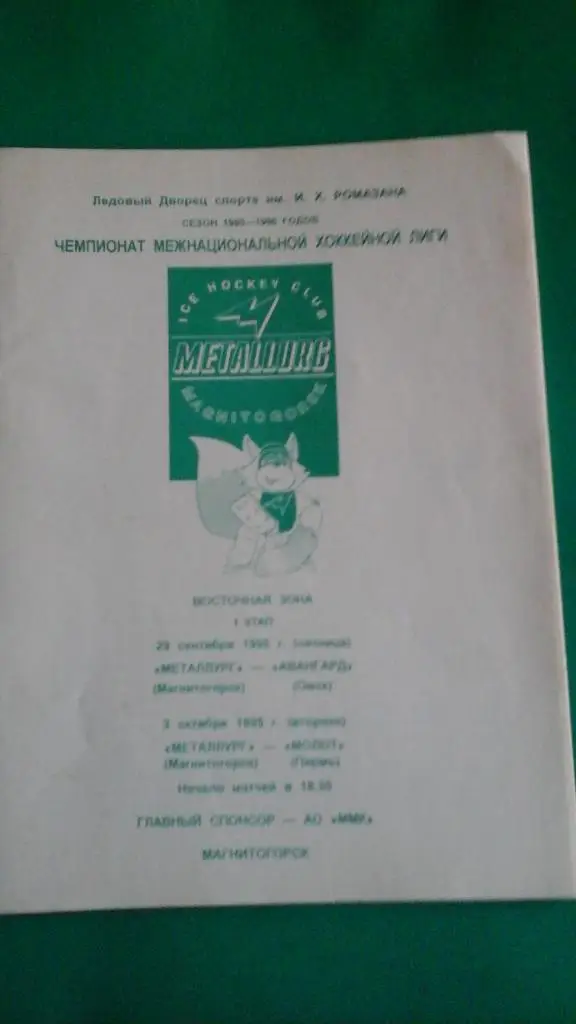 Ледовый Дворец спорта им. И. Х. РОМАЗАНА
СЕЗОН 1995—1996 ГОДОВ
ЧЕМПИОНАТ МЕЖНАЦИОНАЛЬНОЙ ХОККЕЙНОЙ ЛИГИ
ICE HOCKEY CLUB
METALLURG
MAGNITOGORSK
ВОСТОЧНАЯ ЗОНА
I ЭТАП
29 сентября 1995 г. (пятница)
«МЕТАЛЛУРГ» — «АВАНГАРД»
(Магнитогорск) (Омск)
3 октября 1995 г. (вторник)
«МЕТАЛЛУРГ» — «МОЛОТ»
(Магнитогорск) (Пермь)
Начало матчей в
ГЛАВНЫЙ СПОНСОР — АО «ММК»
МАГНИТОГОРСК